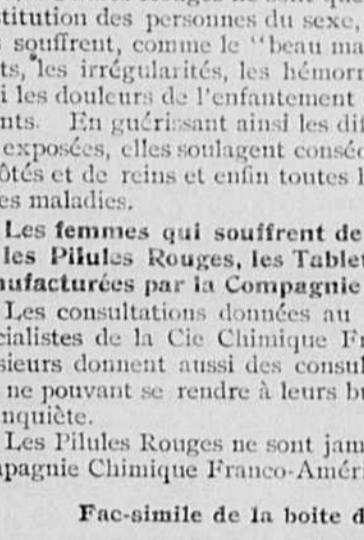 stitution des personnes du sexe,
souffrent, comme le "beau ma
ts, les irrégularités, les hémorr
i les douleurs de l'enfantement
nts. En guérissant ainsi les dif
exposées, elles soulagent conséq
ôtés et de reins et enfin toutes l
es maladies.
Les femmes qui souffrent de
les Pilules Rouges, les Tablet
nufacturées par la Compagnie
Les consultations données au
cialistes de la Cie Chimique Fr
sieurs donnent aussi des consul
ne pouvant se rendre à leurs bu
nquiète.
Les Pilules Rouges ne sont jam
mpagnie Chimique Franco-Améri
Fac-simile de la boite d